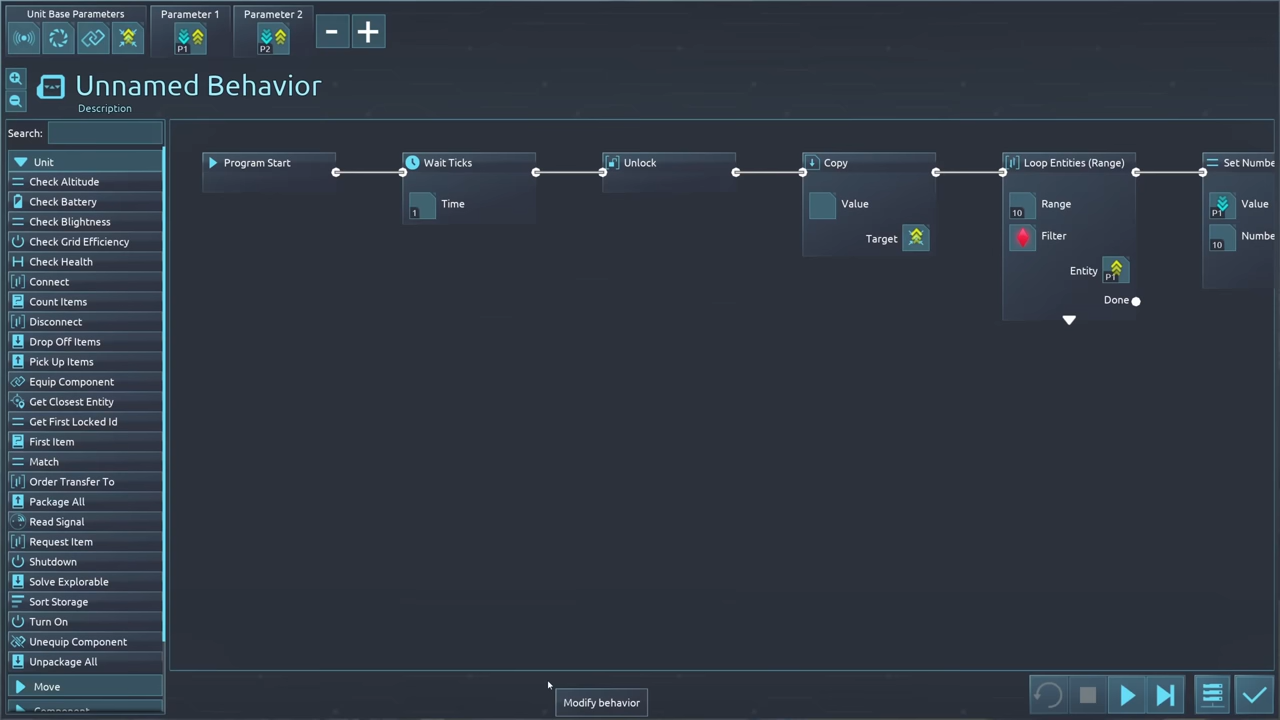 Unit Base Parameters
Parameter 1
Parameter 2
P1
P2
-
+
Unnamed Behavior
Description
Search:
Unit
Check Altitude
Check Battery
Check Blightness
Check Grid Efficiency
Check Health
Connect
Count Items
Disconnect
Drop Off Items
Pick Up Items
Equip Component
Get Closest Entity
Get First Locked Id
First Item
Match
Order Transfer To
Package All
Read Signal
Request Item
Shutdown
Solve Explorable
Sort Storage
Turn On
Unequip Component
Unpackage All
Move
Component
Program Start
Wait Ticks
1
Time
Unlock
Copy
Value
Target
Loop Entities (Range)
10
Range
Filter
Entity
P1
Done
Set Numbe
P1
Value
10
Numbe
Modify behavior